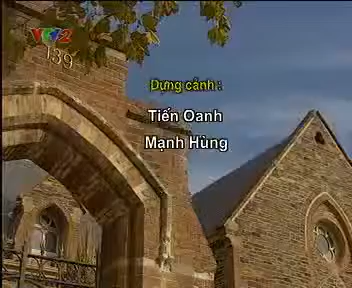 VTV2
139
Dựng cảnh :
Tiến Oanh
Mạnh Hùng